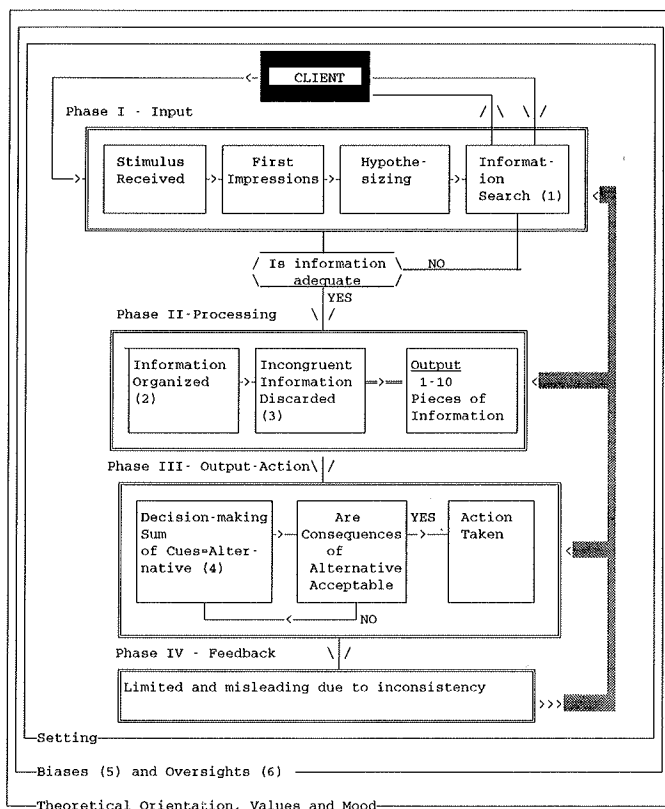 CLIENT
Phase I - Input
Stimulus
Received
First
Impressions
Hypothe-
sizing
Informat-
ion
Search (1)
Is information
adequate
NO
YES
Phase II-Processing
Information
Organized
(2)
Incongruent
Information
Discarded
(3)
Output
1-10
Pieces of
Information
Phase III- Output-Action
Decision-making
Sum
of Cues=Alter-
native (4)
Are
Consequences
of
Alternative
Acceptable
YES
Action
Taken
NO
Phase IV - Feedback
Limited and misleading due to inconsistency
Setting
Biases (5) and Oversights (6)
Theoretical Orientation, Values and Mood